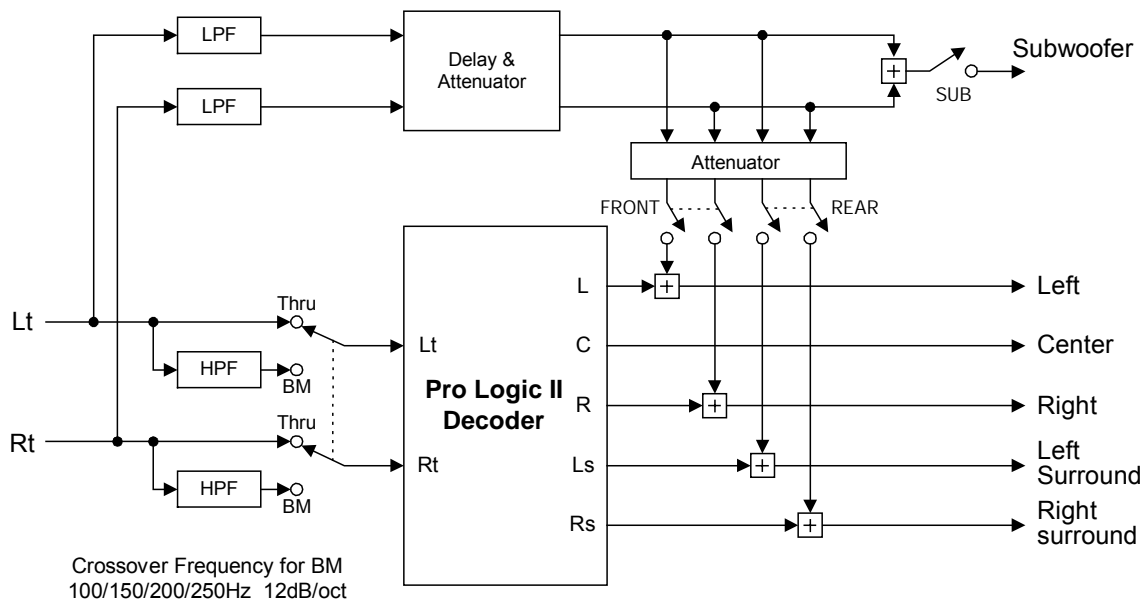 LPF
Delay &
Attenuator
+
Subwoofer
SUB
LPF
Attenuator
FRONT
REAR
L
+
Left
Lt
Thru
Lt
C
Center
HPF
BM
Pro Logic II
Decoder
R
+
Right
Rt
Thru
Rt
Ls
+
Left
Surround
HPF
BM
Rs
+
Right
surround
Crossover Frequency for BM
100/150/200/250Hz 12dB/oct